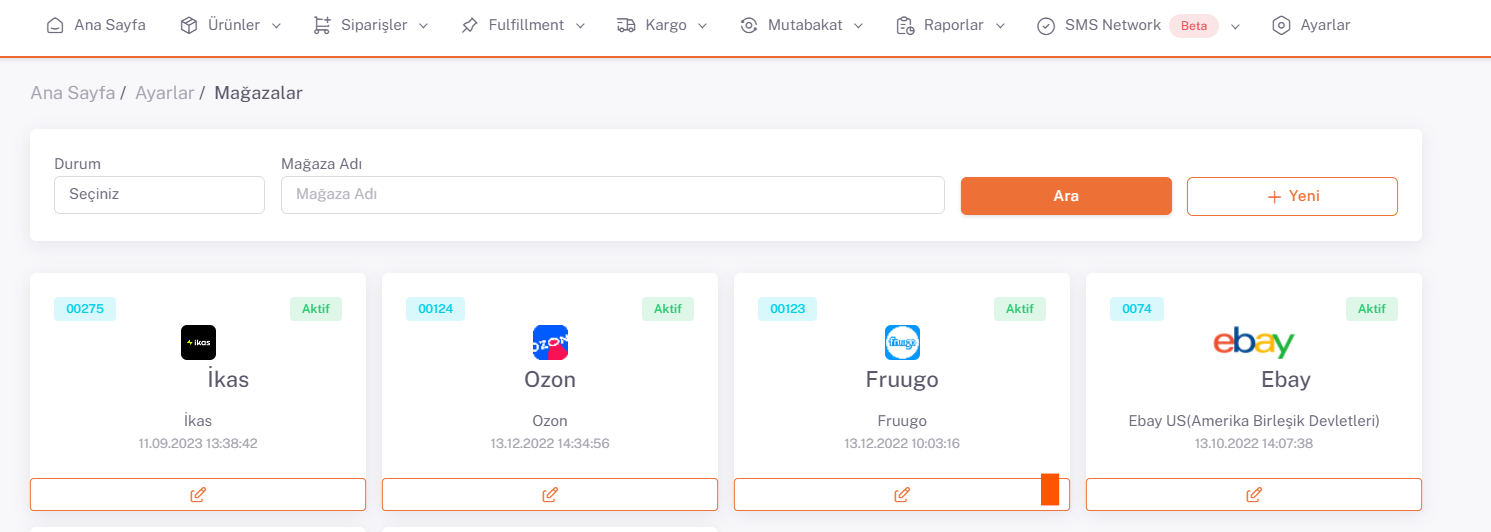 Ana Sayfa Ürünler Siparişler Fulfillment Kargo Mutabakat Raporlar SMS Network Beta Ayarlar
Ana Sayfa / Ayarlar / Mağazalar
Durum Mağaza Adı
Seçiniz Mağaza Adı Ara + Yeni
00275 Aktif 00124 Aktif 00123 Aktif 0074 Aktif
ikas OZON fruugo ebay
İkas Ozon Fruugo Ebay
İkas Ozon Fruugo Ebay US(Amerika Birleşik Devletleri)
11.09.2023 13:38:42 13.12.2022 14:34:56 13.12.2022 10:03:16 13.10.2022 14:07:38